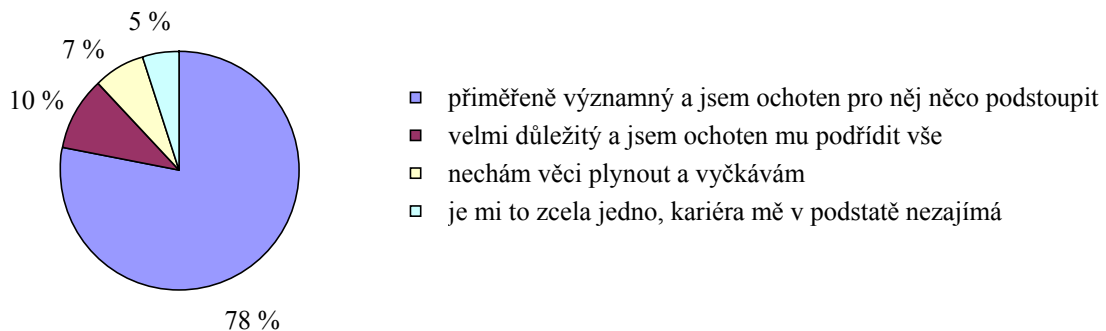 5 %
7 %
10 %
78 %
přiměřeně významný a jsem ochoten pro něj něco podstoupit
velmi důležitý a jsem ochoten mu podřídit vše
nechám věci plynout a vyčkávám
je mi to zcela jedno, kariéra mě v podstatě nezajímá